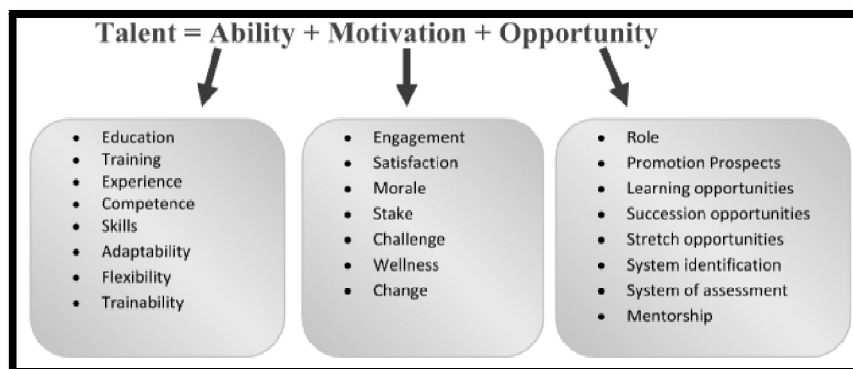 Talent = Ability + Motivation + Opportunity
• Education
• Training
• Experience
• Competence
• Skills
• Adaptability
• Flexibility
• Trainability
• Engagement
• Satisfaction
• Morale
• Stake
• Challenge
• Wellness
• Change
• Role
• Promotion Prospects
• Learning opportunities
• Succession opportunities
• Stretch opportunities
• System identification
• System of assessment
• Mentorship